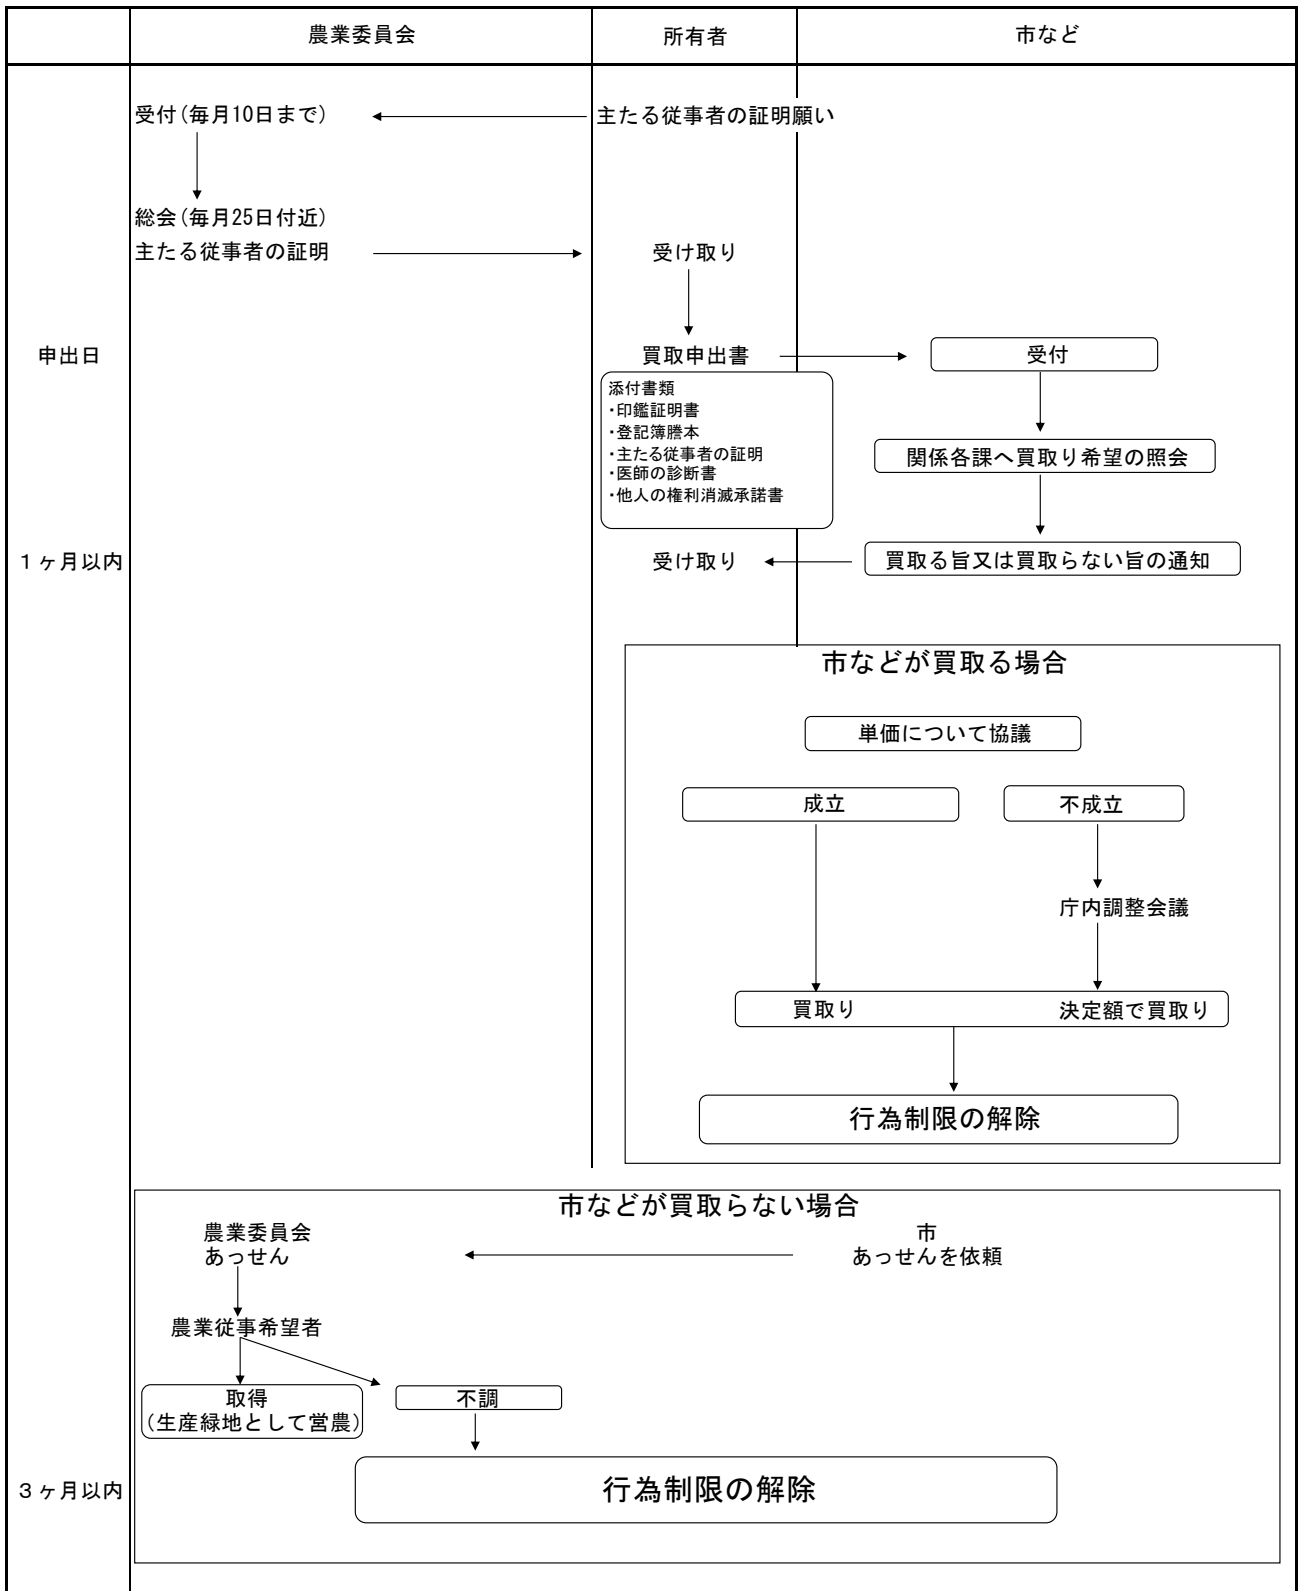 農業委員会
所有者
市など
受付(毎月10日まで)
主たる従事者の証明願い
総会(毎月25日付近)
主たる従事者の証明
受け取り
申出日
買取申出書
受付
添付書類
・印鑑証明書
・登記簿謄本
・主たる従事者の証明
・医師の診断書
・他人の権利消滅承諾書
関係各課へ買取り希望の照会
1ヶ月以内
受け取り
買取る旨又は買取らない旨の通知
市などが買取る場合
単価について協議
成立
不成立
庁内調整会議
買取り
決定額で買取り
行為制限の解除
市などが買取らない場合
農業委員会
あっせん
市
あっせんを依頼
農業従事希望者
取得
(生産緑地として営農)
不調
3ヶ月以内
行為制限の解除